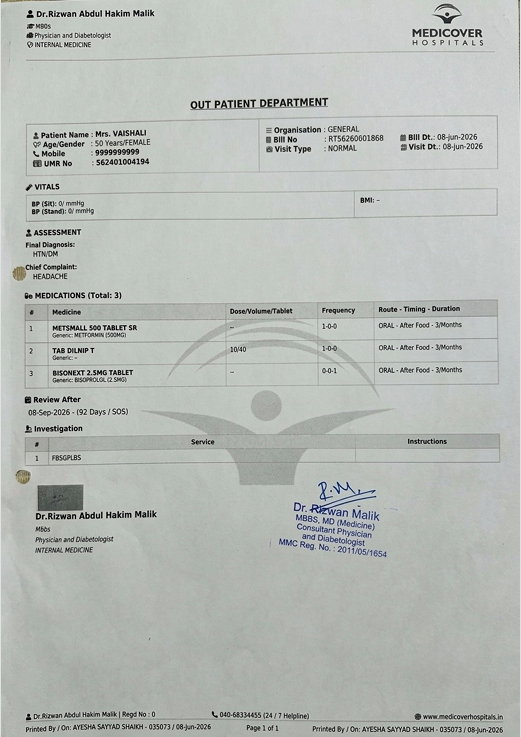 Dr.Rizwan Abdul Hakim Malik
MBBS
Physician and Diabetologist
INTERNAL MEDICINE
MEDICOVER
HOSPITALS
OUT PATIENT DEPARTMENT
Patient Name : Mrs. VAISHALI
Age/Gender : 50 Years/FEMALE
Mobile : 9999999999
UMR No : 562401004194
Organisation : GENERAL
Bill No : RT56260601868
Visit Type : NORMAL
Bill Dt.: 08-jun-2026
Visit Dt.: 08-jun-2026
VITALS
BP (Sit): 0/ mmHg
BP (Stand): 0/ mmHg
BMI: –
ASSESSMENT
Final Diagnosis:
HTN/DM
Chief Complaint:
HEADACHE
MEDICATIONS (Total: 3)
# Medicine Dose/Volume/Tablet Frequency Route - Timing - Duration
1 METSMALL 500 TABLET SR – 1-0-0 ORAL - After Food - 3/Months
Generic: METFORMIN (500MG)
2 TAB DILNIP T 10/40 1-0-0 ORAL - After Food - 3/Months
Generic: –
3 BISONEXT 2.5MG TABLET – 0-0-1 ORAL - After Food - 3/Months
Generic: BISOPROLGL (2.5MG)
Review After
08-Sep-2026 - (92 Days / SOS)
Investigation
# Service Instructions
1 FBSGPLBS
Dr.Rizwan Abdul Hakim Malik
Mbbs
Physician and Diabetologist
INTERNAL MEDICINE
R.M.
Dr. Rizwan Malik
MBBS, MD (Medicine)
Consultant Physician
and Diabetologist
MMC Reg. No. : 2011/05/1654
Dr.Rizwan Abdul Hakim Malik | Regd No : 0
040-68334455 (24 / 7 Helpline)
www.medicoverhospitals.in
Printed By / On: AYESHA SAYYAD SHAIKH - 035073 / 08-jun-2026
Page 1 of 1
Printed By / On: AYESHA SAYYAD SHAIKH - 035073 / 08-jun-2026